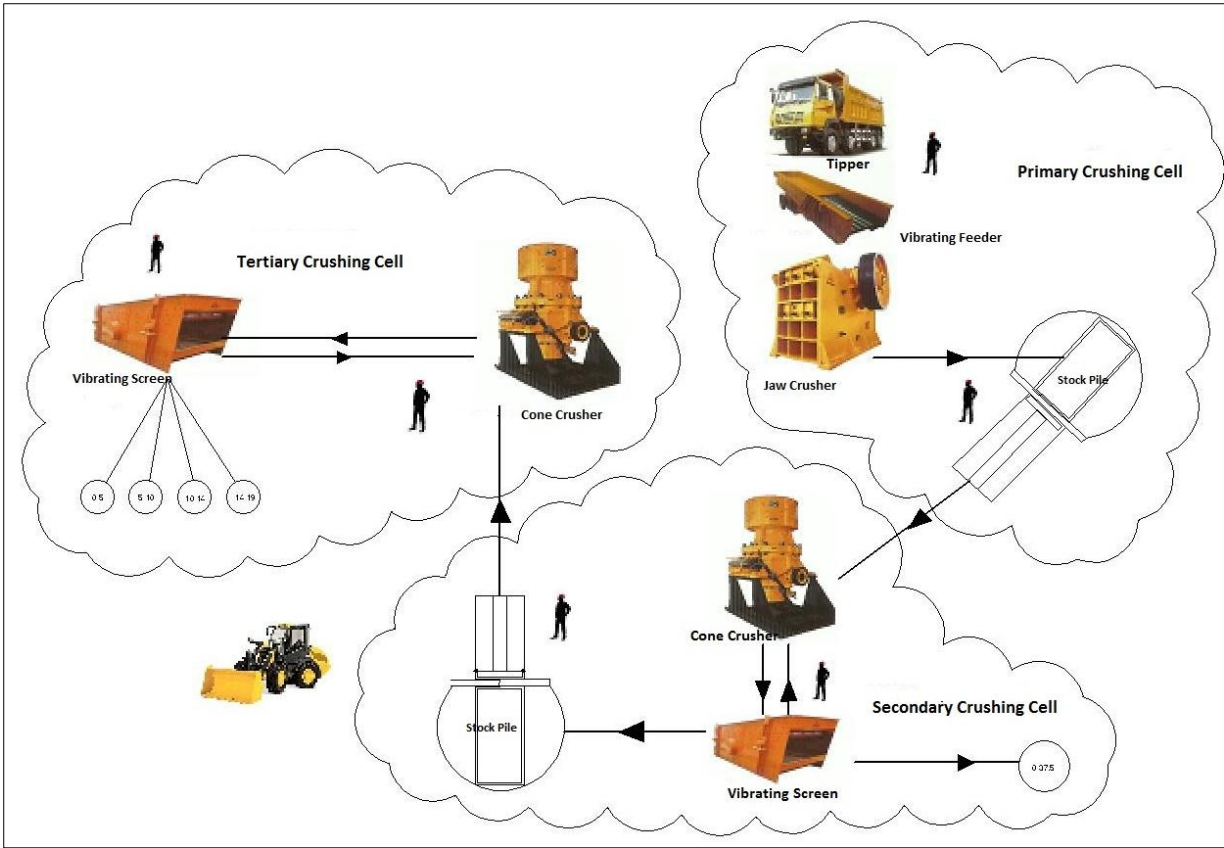 Tipper
Primary Crushing Cell
Vibrating Feeder
Jaw Crusher
Stock Pile
Tertiary Crushing Cell
Vibrating Screen
Cone Crusher
0 5
5 10
10 14
14 19
Cone Crusher
Secondary Crushing Cell
Stock Pile
Vibrating Screen
0 37.5